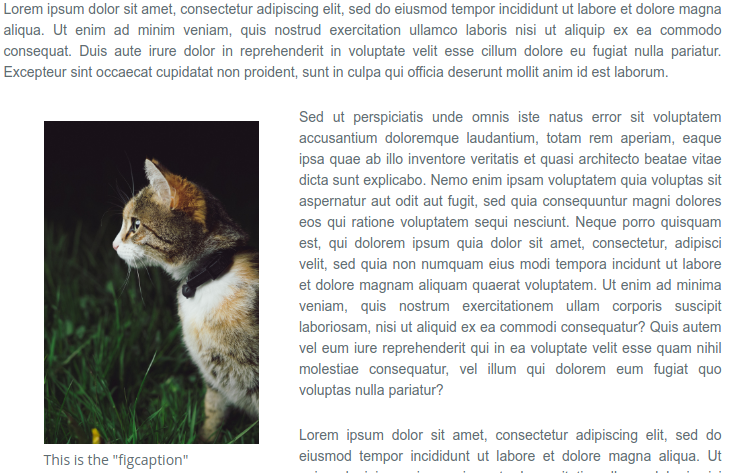 Lorem ipsum dolor sit amet, consectetur adipiscing elit, sed do eiusmod tempor incididunt ut labore et dolore magna
aliqua. Ut enim ad minim veniam, quis nostrud exercitation ullamco laboris nisi ut aliquip ex ea commodo
consequat. Duis aute irure dolor in reprehenderit in voluptate velit esse cillum dolore eu fugiat nulla pariatur.
Excepteur sint occaecat cupidatat non proident, sunt in culpa qui officia deserunt mollit anim id est laborum.
Sed ut perspiciatis unde omnis iste natus error sit voluptatem
accusantium doloremque laudantium, totam rem aperiam, eaque
ipsa quae ab illo inventore veritatis et quasi architecto beatae vitae
dicta sunt explicabo. Nemo enim ipsam voluptatem quia voluptas sit
aspernatur aut odit aut fugit, sed quia consequuntur magni dolores
eos qui ratione voluptatem sequi nesciunt. Neque porro quisquam
est, qui dolorem ipsum quia dolor sit amet, consectetur, adipisci
velit, sed quia non numquam eius modi tempora incidunt ut labore
et dolore magnam aliquam quaerat voluptatem. Ut enim ad minima
veniam, quis nostrum exercitationem ullam corporis suscipit
laboriosam, nisi ut aliquid ex ea commodi consequatur? Quis autem
vel eum iure reprehenderit qui in ea voluptate velit esse quam nihil
molestiae consequatur, vel illum qui dolorem eum fugiat quo
voluptas nulla pariatur?
This is the "figcaption"
Lorem ipsum dolor sit amet, consectetur adipiscing elit, sed do
eiusmod tempor incididunt ut labore et dolore magna aliqua. Ut